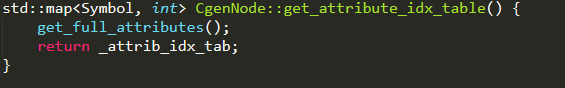 std::map<Symbol, int> CgenNode::get_attribute_idx_table() {
    get_full_attributes();
    return _attrib_idx_tab;
}